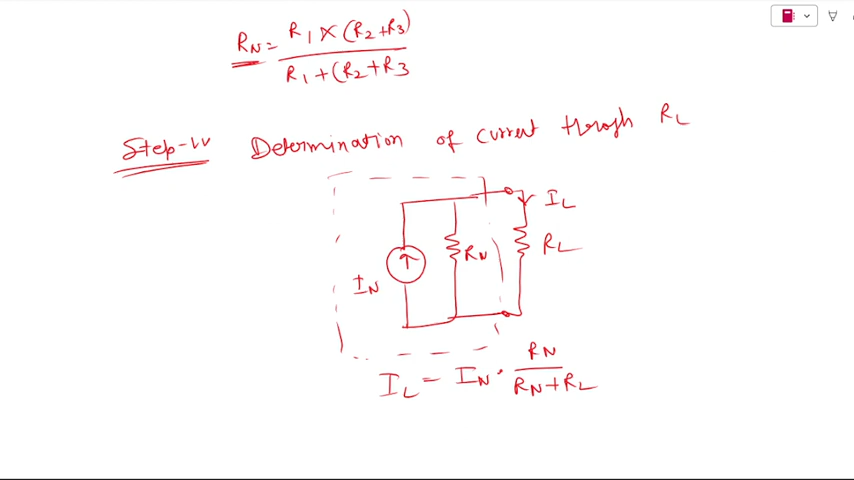 RN = R1 × (R2+R3)
R1+(R2+R3
Step-IV Determination of current throgh RL
IL
RN
RL
IN
IL = IN · RN
RN+RL